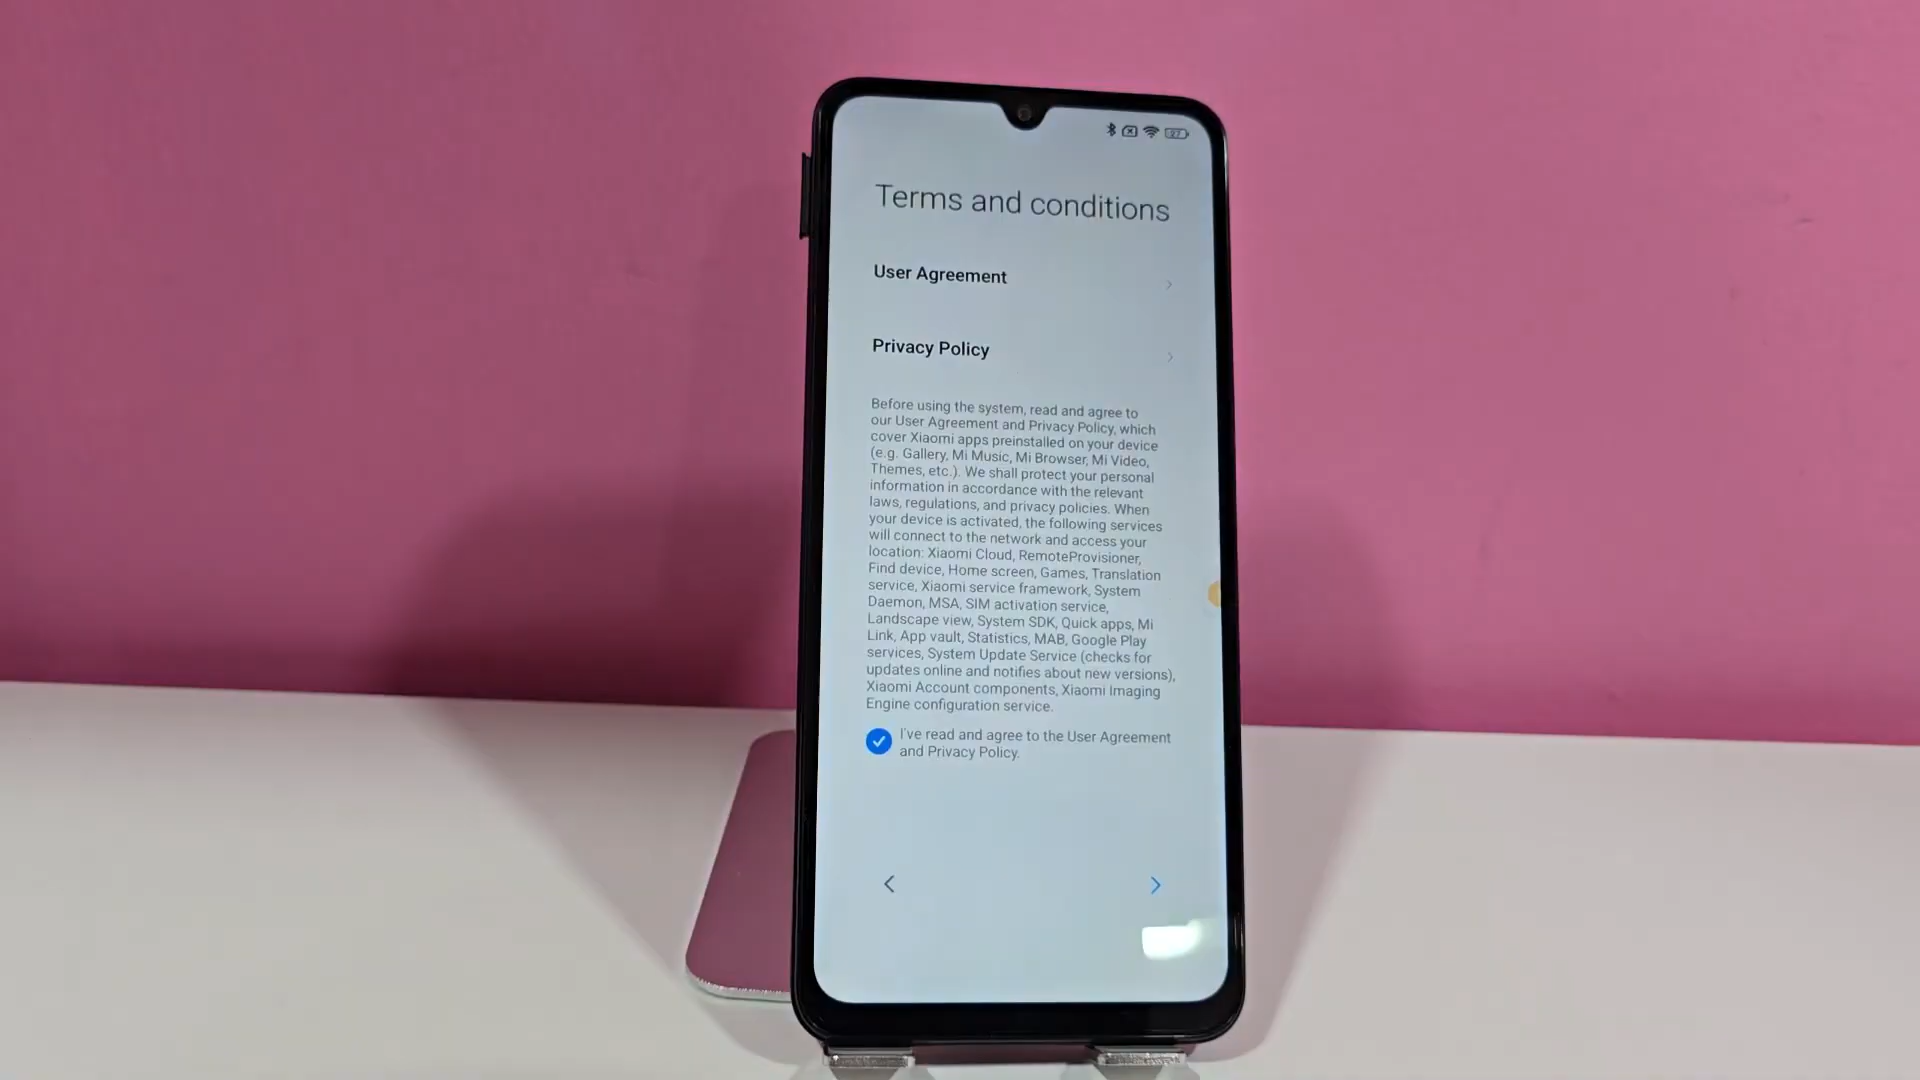 27
Terms and conditions
User Agreement
Privacy Policy
Before using the system, read and agree to
our User Agreement and Privacy Policy, which
cover Xiaomi apps preinstalled on your device
(e.g. Gallery, Mi Music, Mi Browser, Mi Video,
Themes, etc.). We shall protect your personal
information in accordance with the relevant
laws, regulations, and privacy policies. When
your device is activated, the following services
will connect to the network and access your
location: Xiaomi Cloud, RemoteProvisioner,
Find device, Home screen, Games, Translation
service, Xiaomi service framework, System
Daemon, MSA, SIM activation service,
Landscape view, System SDK, Quick apps, Mi
Link, App vault, Statistics, MAB, Google Play
services, System Update Service (checks for
updates online and notifies about new versions),
Xiaomi Account components, Xiaomi Imaging
Engine configuration service.
I've read and agree to the User Agreement
and Privacy Policy.